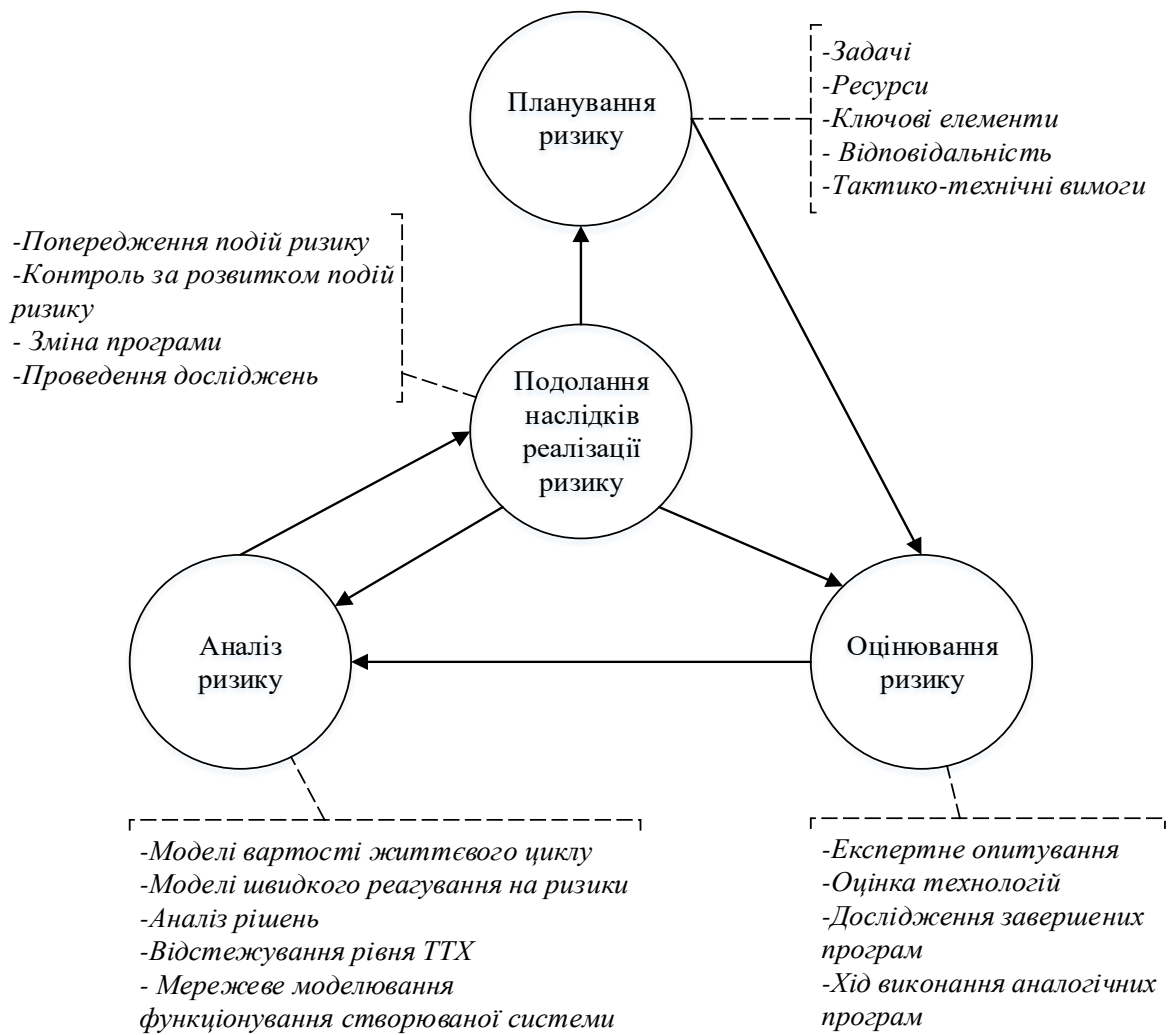 Планування
ризику
-Задачі
-Ресурси
-Ключові елементи
- Відповідальність
-Тактико-технічні вимоги
-Попередження подій ризику
-Контроль за розвитком подій
ризику
- Зміна програми
-Проведення досліджень
Подолання
наслідків
реалізації
ризику
Аналіз
ризику
Оцінювання
ризику
-Моделі вартості життєвого циклу
-Моделі швидкого реагування на ризики
-Аналіз рішень
-Відстежування рівня ТТХ
- Мережеве моделювання
функціонування створюваної системи
-Експертне опитування
-Оцінка технологій
-Дослідження завершених
програм
-Хід виконання аналогічних
програм